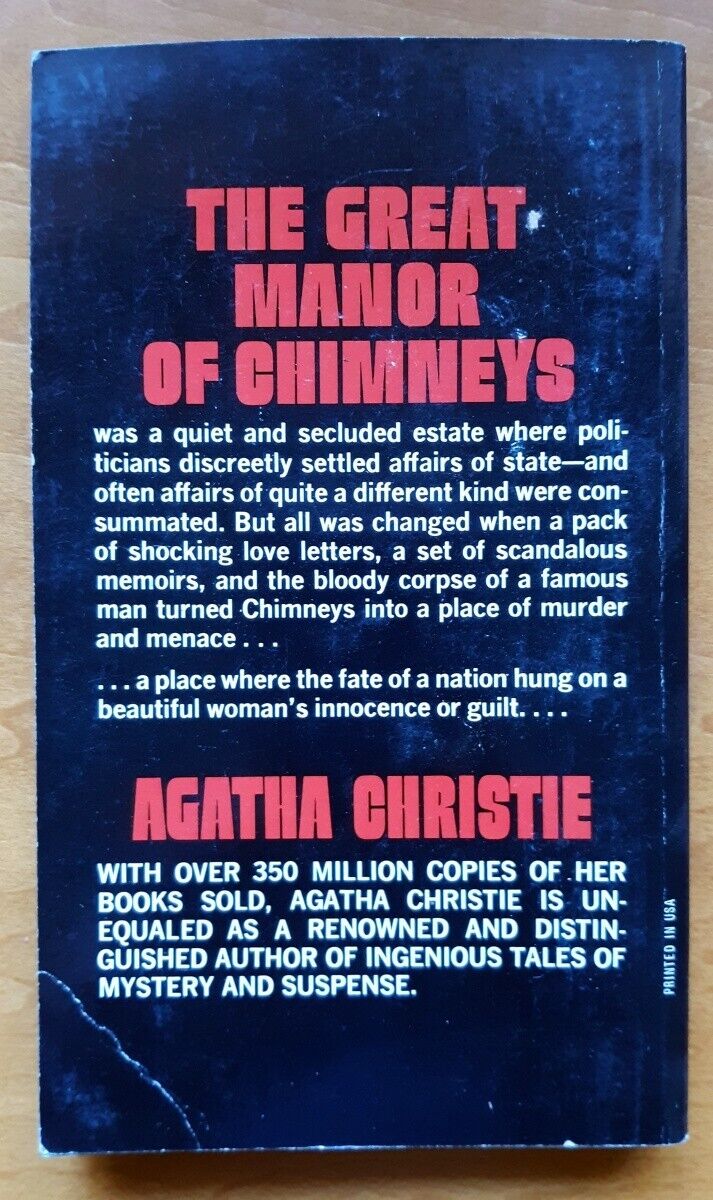 THE GREAT
MANOR
OF CHIMNEYS
was a quiet and secluded estate where poli-
ticians discreetly settled affairs of state—and
often affairs of quite a different kind were con-
summated. But all was changed when a pack
of shocking love letters, a set of scandalous
memoirs, and the bloody corpse of a famous
man turned Chimneys into a place of murder
and menace . . .
. . . a place where the fate of a nation hung on a
beautiful woman's innocence or guilt. . . .
AGATHA CHRISTIE
WITH OVER 350 MILLION COPIES OF HER
BOOKS SOLD, AGATHA CHRISTIE IS UN-
EQUALED AS A RENOWNED AND DISTIN-
GUISHED AUTHOR OF INGENIOUS TALES OF
MYSTERY AND SUSPENSE.
PRINTED IN USA